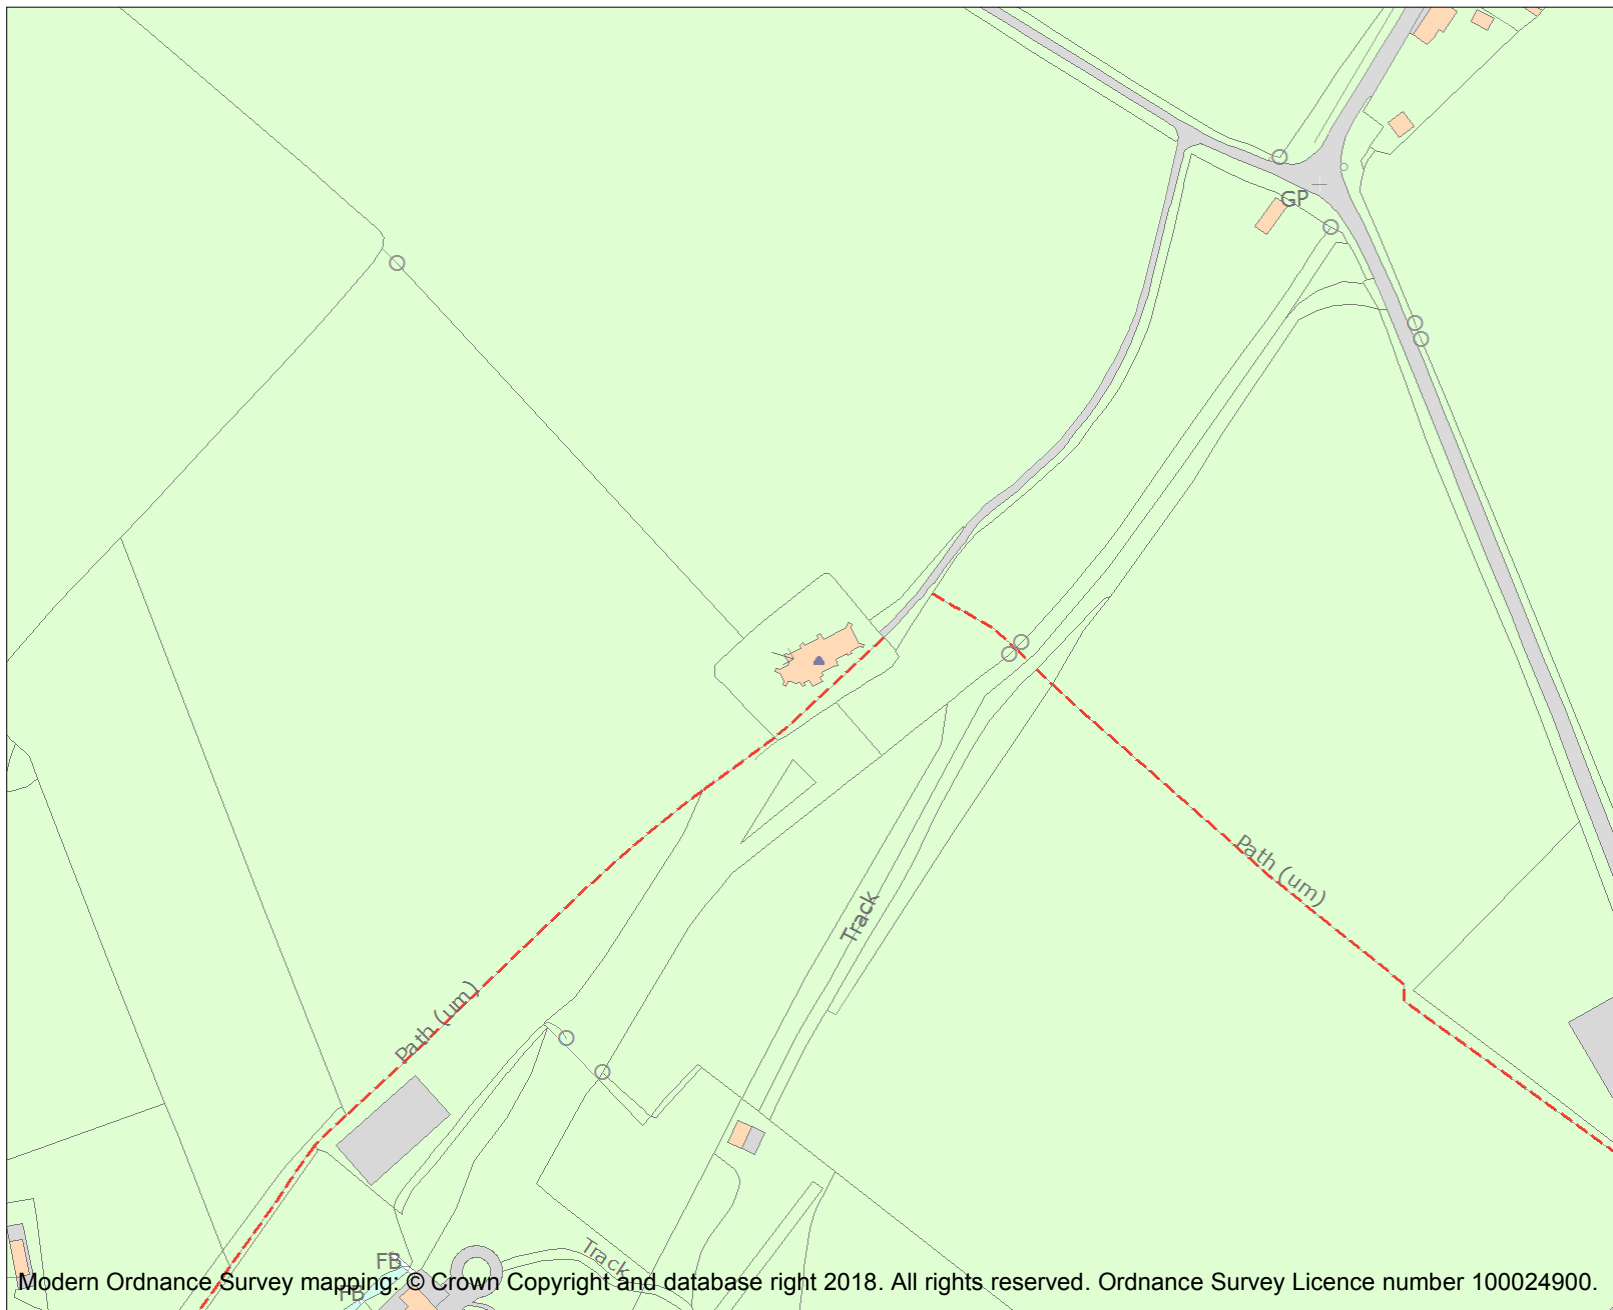 GP
Path (um)
Track
Path (um)
Track
FB
FB
Modern Ordnance Survey mapping: © Crown Copyright and database right 2018. All rights reserved. Ordnance Survey Licence number 100024900.